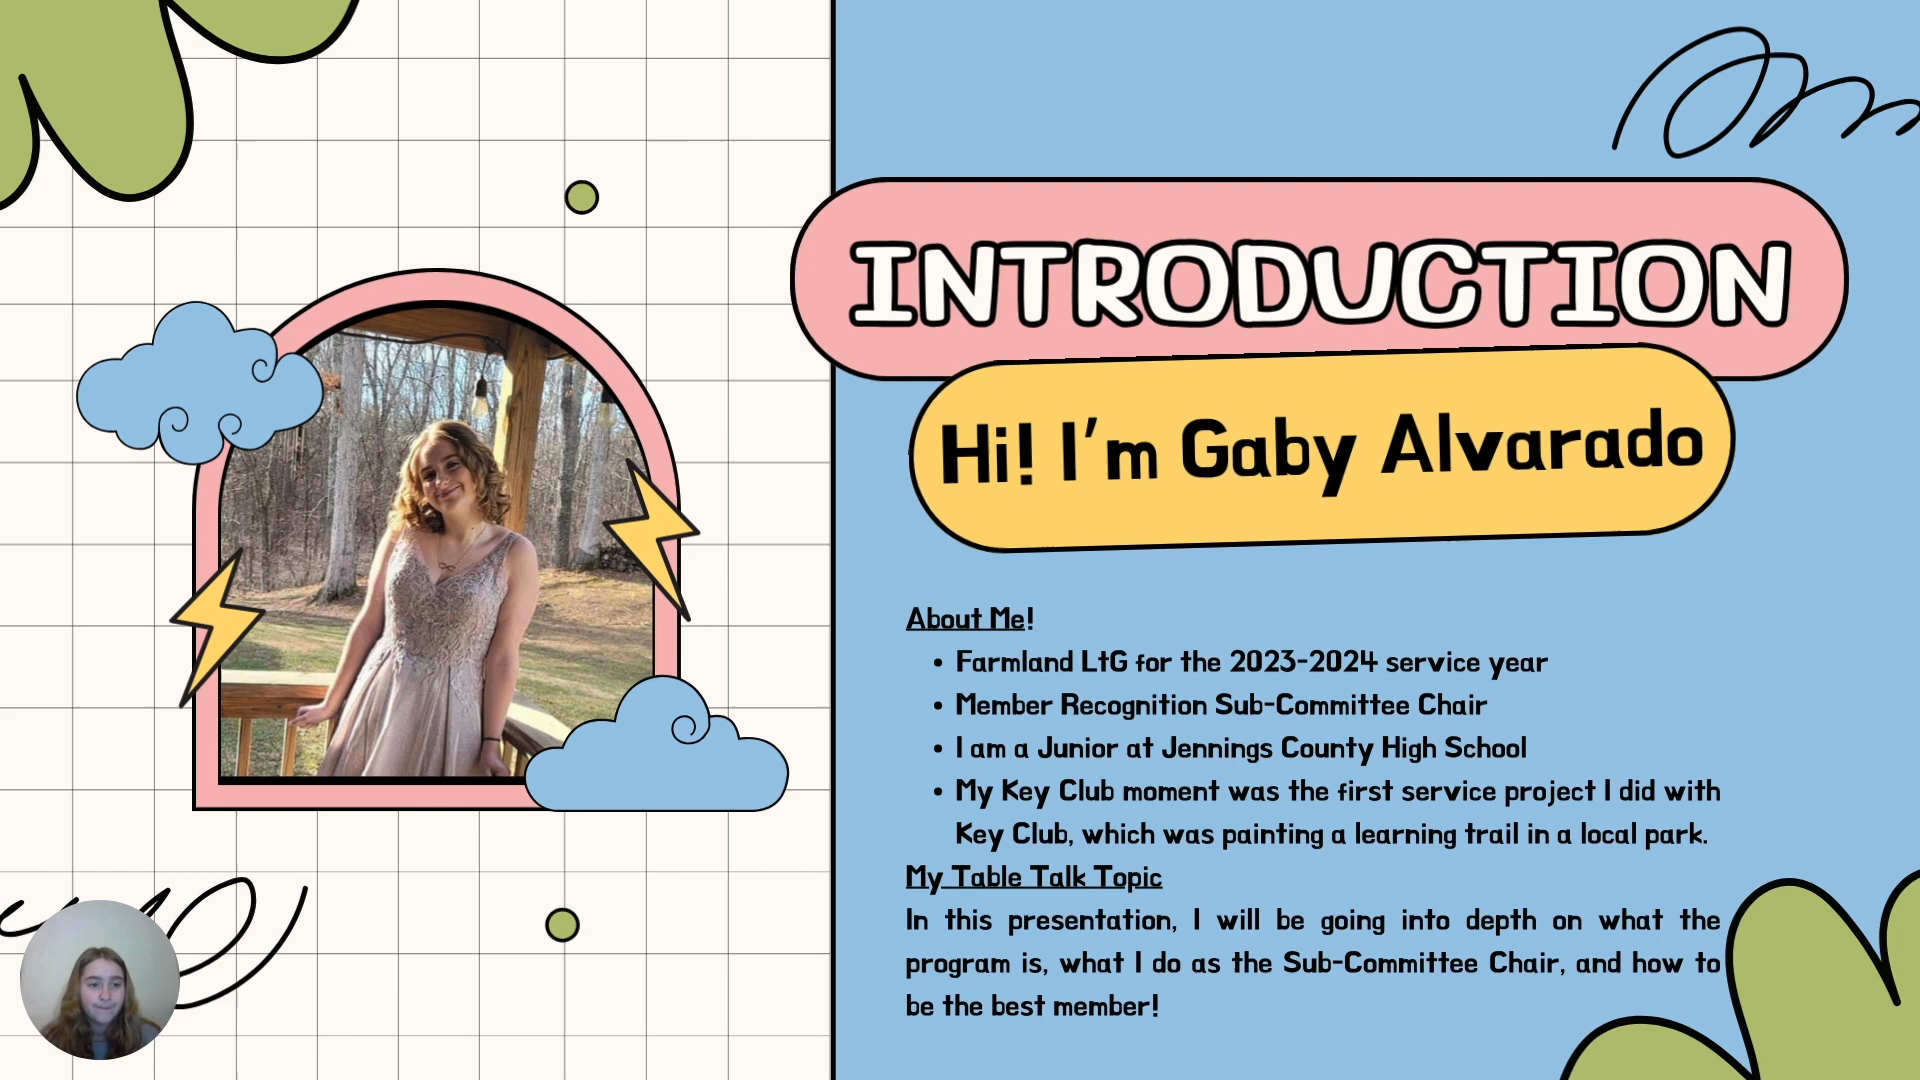 INTRODUCTION
Hi! I'm Gaby Alvarado
About Me!
• Farmland LtG for the 2023-2024 service year
• Member Recognition Sub-Committee Chair
• I am a Junior at Jennings County High School
• My Key Club moment was the first service project I did with
Key Club, which was painting a learning trail in a local park.
My Table Talk Topic
In this presentation, I will be going into depth on what the
program is, what I do as the Sub-Committee Chair, and how to
be the best member!